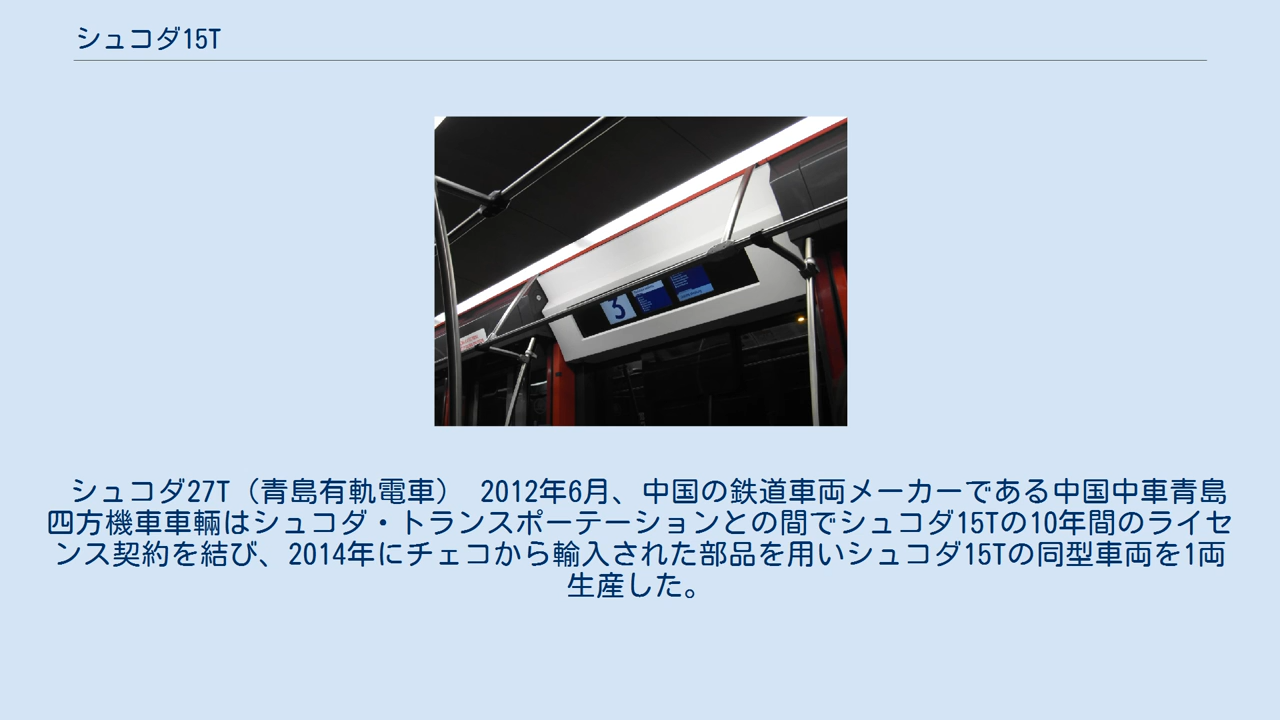 シュコダ15T
3
シュコダ27T（青島有軌電車） 2012年6月、中国の鉄道車両メーカーである中国中車青島
四方機車車輛はシュコダ・トランスポーテーションとの間でシュコダ15Tの10年間のライセ
ンス契約を結び、2014年にチェコから輸入された部品を用いシュコダ15Tの同型車両を1両
生産した。